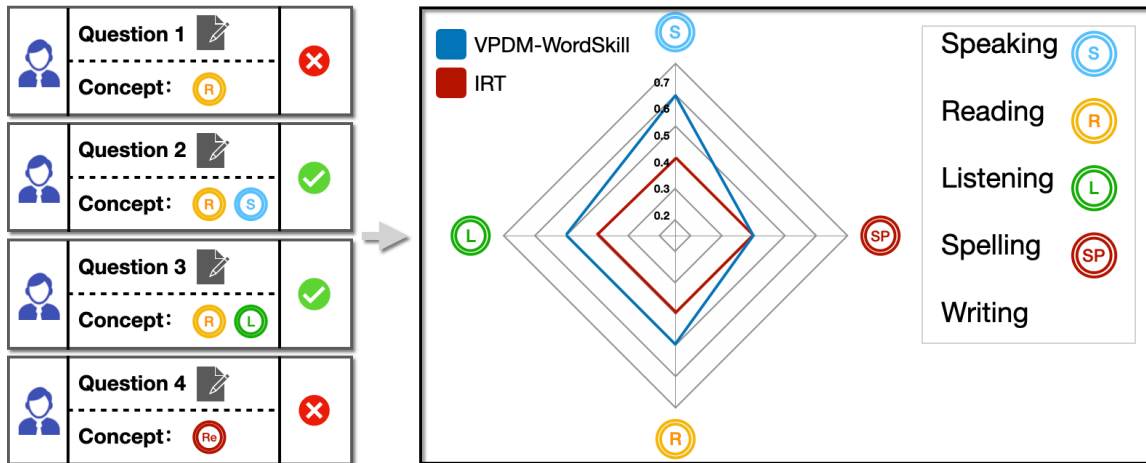 Question 1
Concept:
R
Question 2
Concept:
R S
Question 3
Concept:
R L
Question 4
Concept:
Re
VPDM-WordSkill
IRT
S
0.7
0.6
0.5
0.4
0.3
0.2
L
SP
R
Speaking S
Reading R
Listening L
Spelling SP
Writing